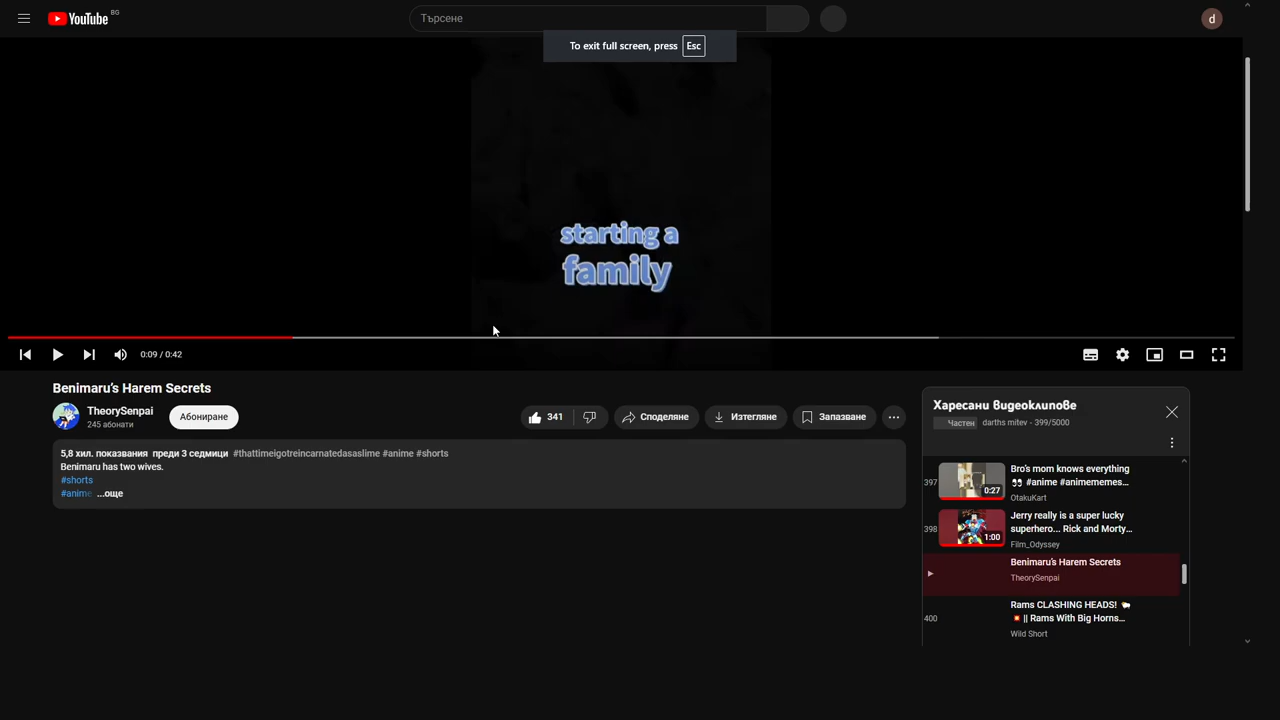 YouTube BG
Търсене
d
To exit full screen, press Esc
starting a
family
0:09 / 0:42
Benimaru's Harem Secrets
TheorySenpai
245 абонати
Абониране
341
Споделяне
Изтегляне
Запазване
5,8 хил. показвания преди 3 седмици #thattimeigotreincarnatedasaslime #anime #shorts
Benimaru has two wives.
#shorts
#anime ...още
Харесани видеоклипове
Частен darths mitev - 399/5000
397
0:27
Bro's mom knows everything
👀 #anime #animememes...
OtakuKart
398
1:00
Jerry really is a super lucky
superhero... Rick and Morty...
Film_Odyssey
Benimaru's Harem Secrets
TheorySenpai
400
Rams CLASHING HEADS! 🐏
💥 || Rams With Big Horns...
Wild Short